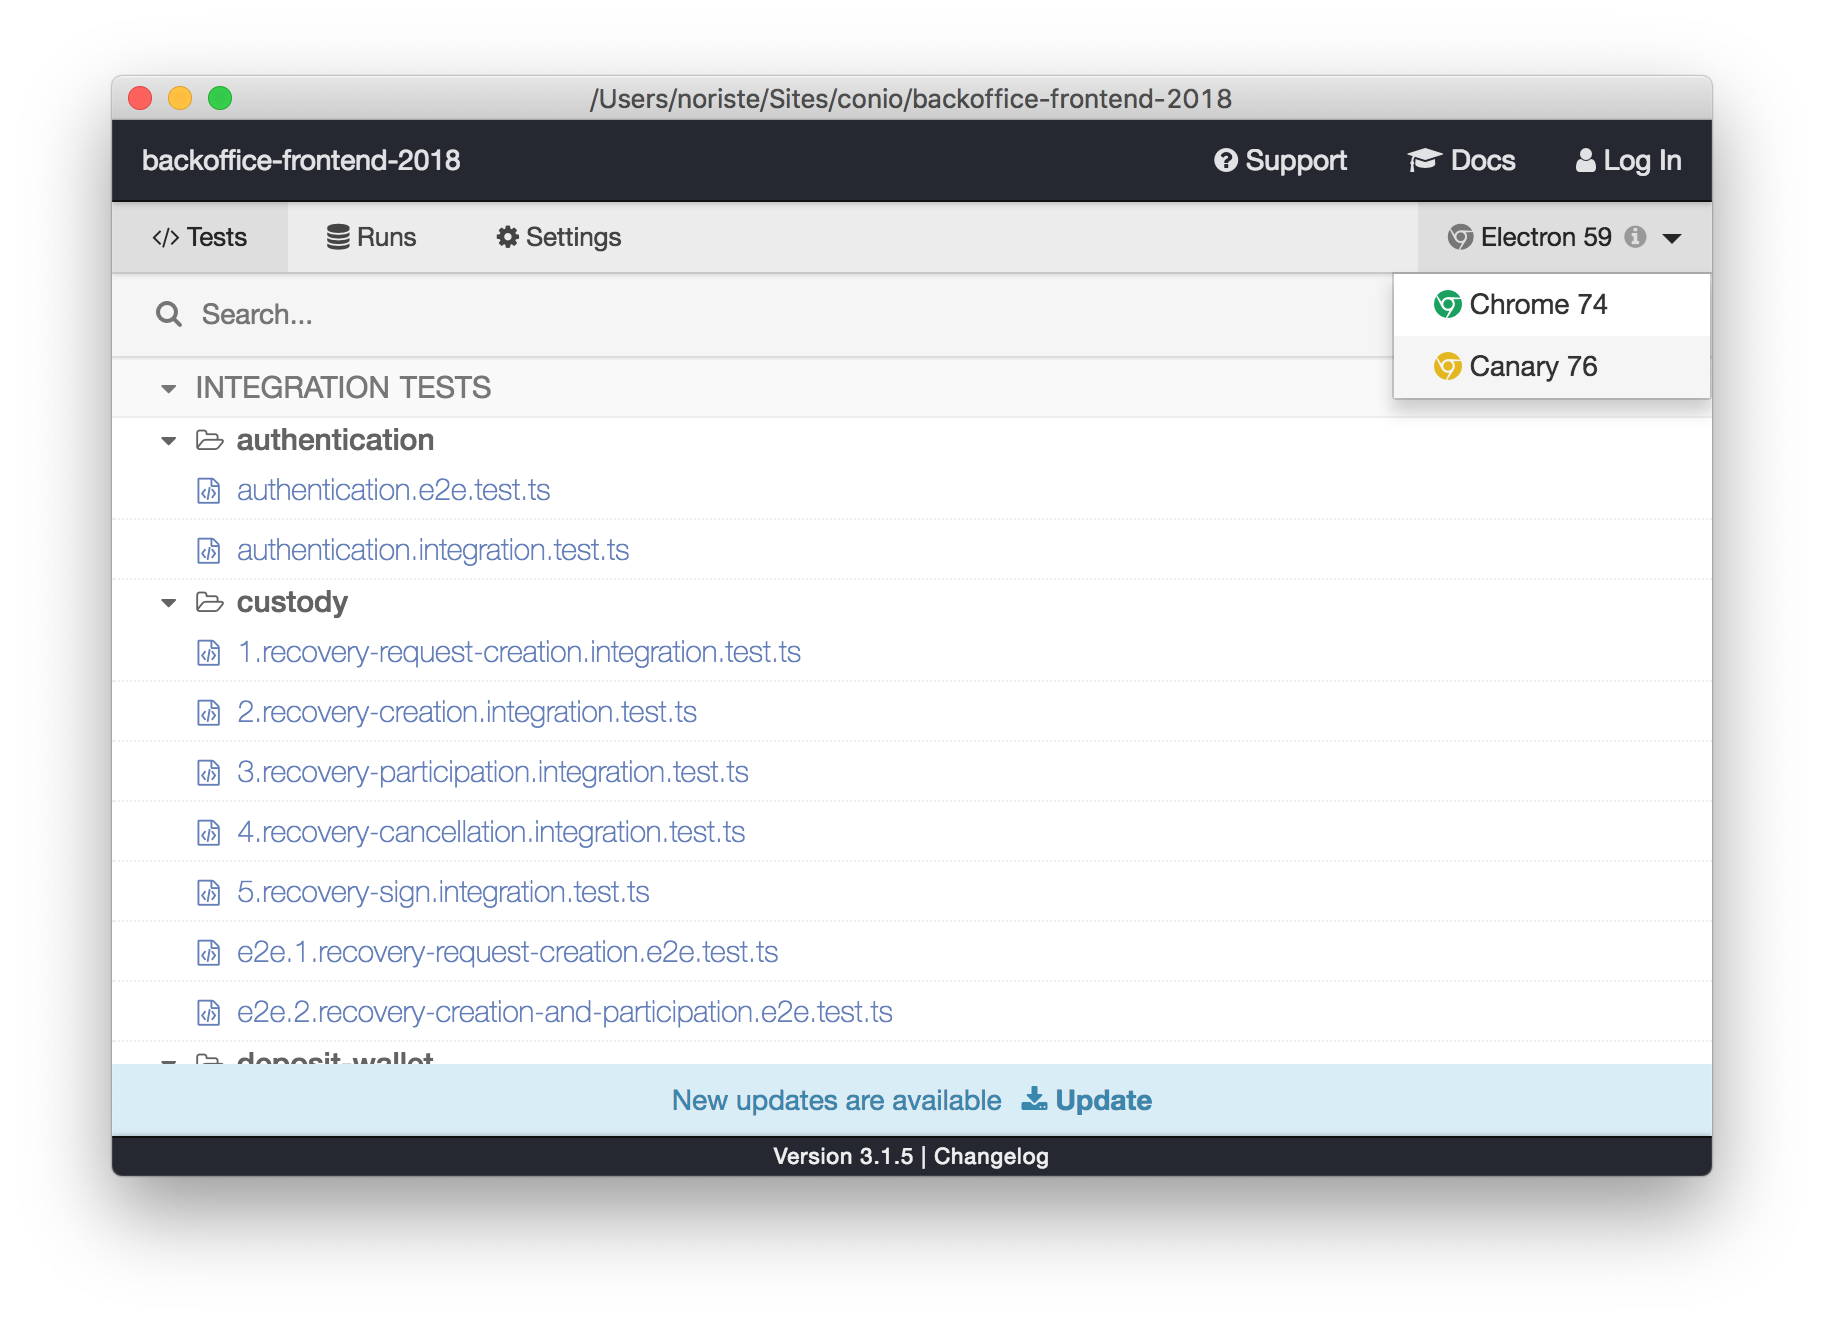 /Users/noriste/Sites/conio/backoffice-frontend-2018
backoffice-frontend-2018 Support Docs Log In
Tests Runs Settings Electron 59
Chrome 74
Search...
Canary 76
INTEGRATION TESTS
authentication
authentication.e2e.test.ts
authentication.integration.test.ts
custody
1.recovery-request-creation.integration.test.ts
2.recovery-creation.integration.test.ts
3.recovery-participation.integration.test.ts
4.recovery-cancellation.integration.test.ts
5.recovery-sign.integration.test.ts
e2e.1.recovery-request-creation.e2e.test.ts
e2e.2.recovery-creation-and-participation.e2e.test.ts
deposit-wallet
New updates are available Update
Version 3.1.5 | Changelog